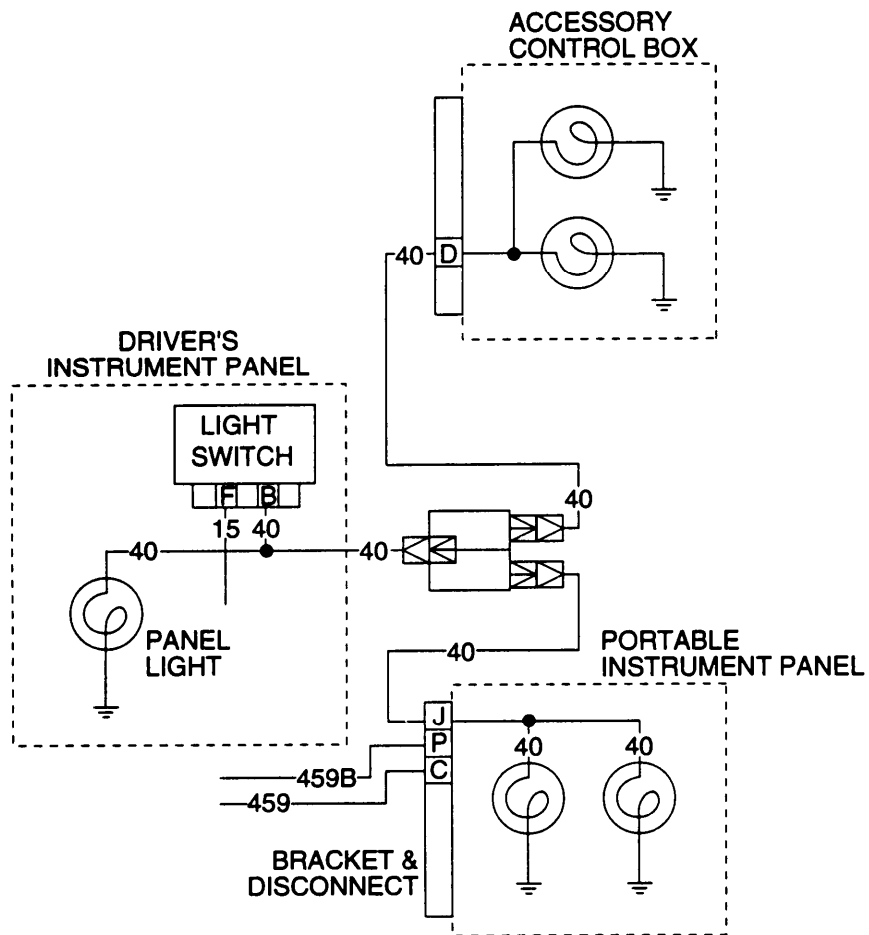 ACCESSORY
CONTROL BOX
40
D
DRIVER'S
INSTRUMENT PANEL
LIGHT
SWITCH
F
B
15
40
40
40
40
PANEL
LIGHT
40
PORTABLE
INSTRUMENT PANEL
J
P
C
40
40
459B
459
BRACKET &
DISCONNECT